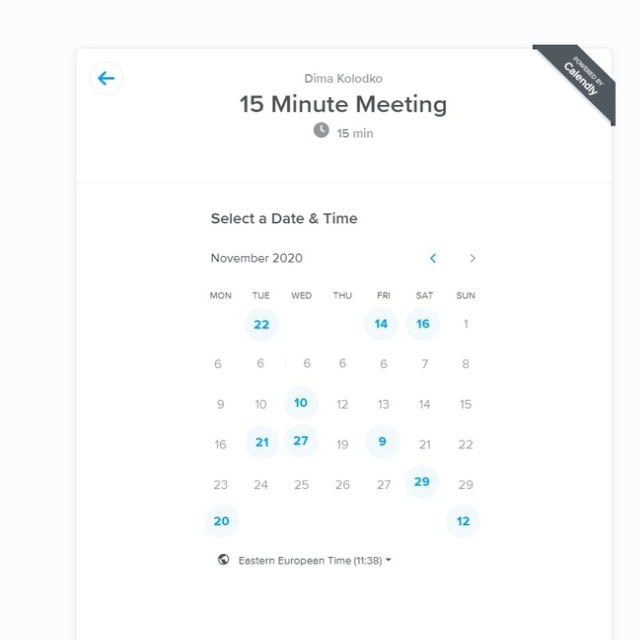 Dima Kolodko
15 Minute Meeting
15 min
POWERED BY
Calendly
Select a Date & Time
November 2020
MON TUE WED THU FRI SAT SUN
22 14 16 1
6 6 6 6 6 7 8
9 10 10 12 13 14 15
16 21 27 19 9 21 22
23 24 25 26 27 29 29
20 12
Eastern European Time (11:38)